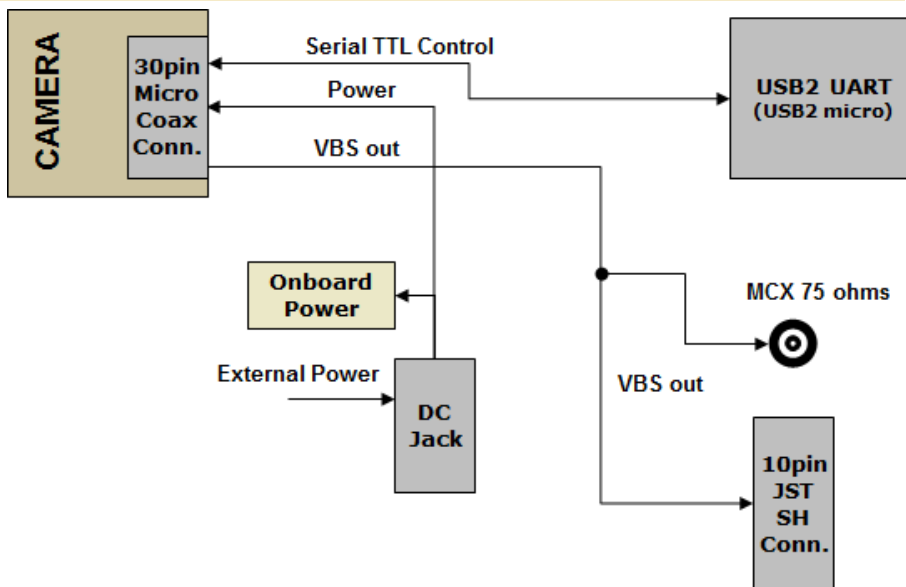 CAMERA
30pin
Micro
Coax
Conn.
Serial TTL Control
Power
VBS out
USB2 UART
(USB2 micro)
Onboard
Power
External Power
DC
Jack
MCX 75 ohms
VBS out
10pin
JST
SH
Conn.